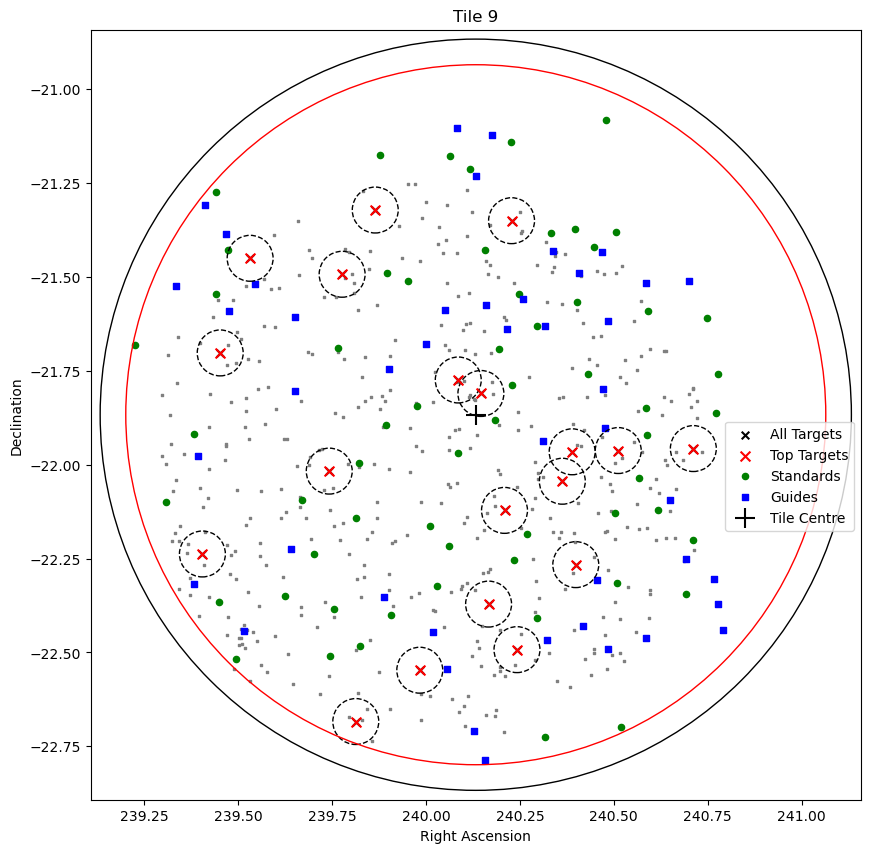 Tile 9
−21.00
−21.25
−21.50
−21.75
−22.00
−22.25
−22.50
−22.75
Declination
All Targets
Top Targets
Standards
Guides
Tile Centre
239.25 239.50 239.75 240.00 240.25 240.50 240.75 241.00
Right Ascension